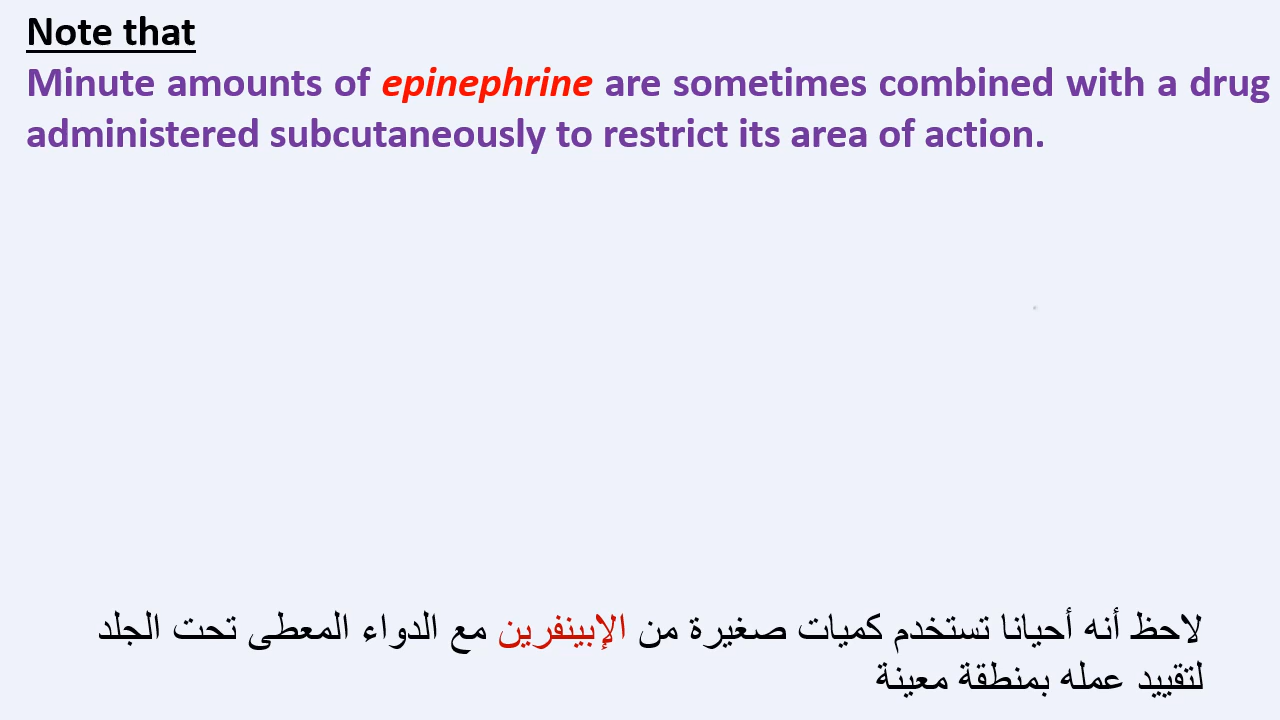 Note that
Minute amounts of epinephrine are sometimes combined with a drug
administered subcutaneously to restrict its area of action.
لاحظ أنه أحيانا تستخدم كميات صغيرة من الإبينفرين مع الدواء المعطى تحت الجلد
لتقييد عمله بمنطقة معينة